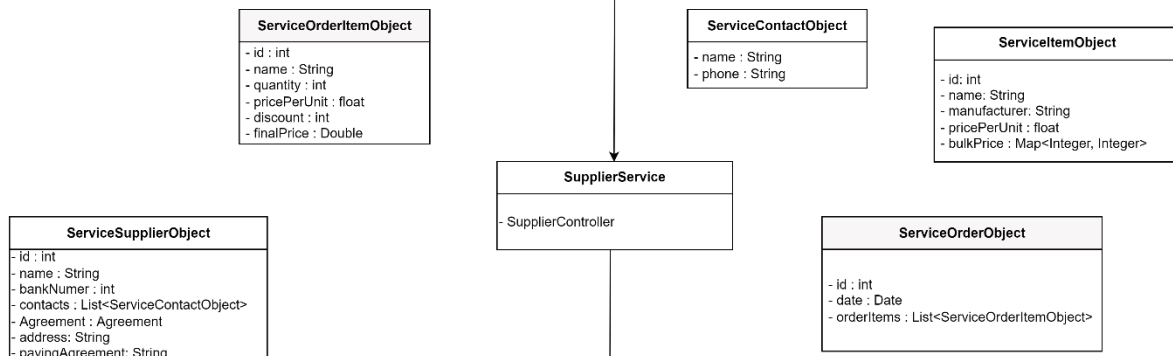 ServiceOrderItemObject
- id : int
- name : String
- quantity : int
- pricePerUnit : float
- discount : int
- finalPrice : Double
ServiceContactObject
- name : String
- phone : String
ServiceItemObject
- id: int
- name: String
- manufacturer: String
- pricePerUnit : float
- bulkPrice : Map<Integer, Integer>
SupplierService
- SupplierController
ServiceSupplierObject
- id : int
- name : String
- bankNumer : int
- contacts : List<ServiceContactObject>
- Agreement : Agreement
- address: String
- payingAgreement: String
ServiceOrderObject
- id : int
- date : Date
- orderItems : List<ServiceOrderItemObject>